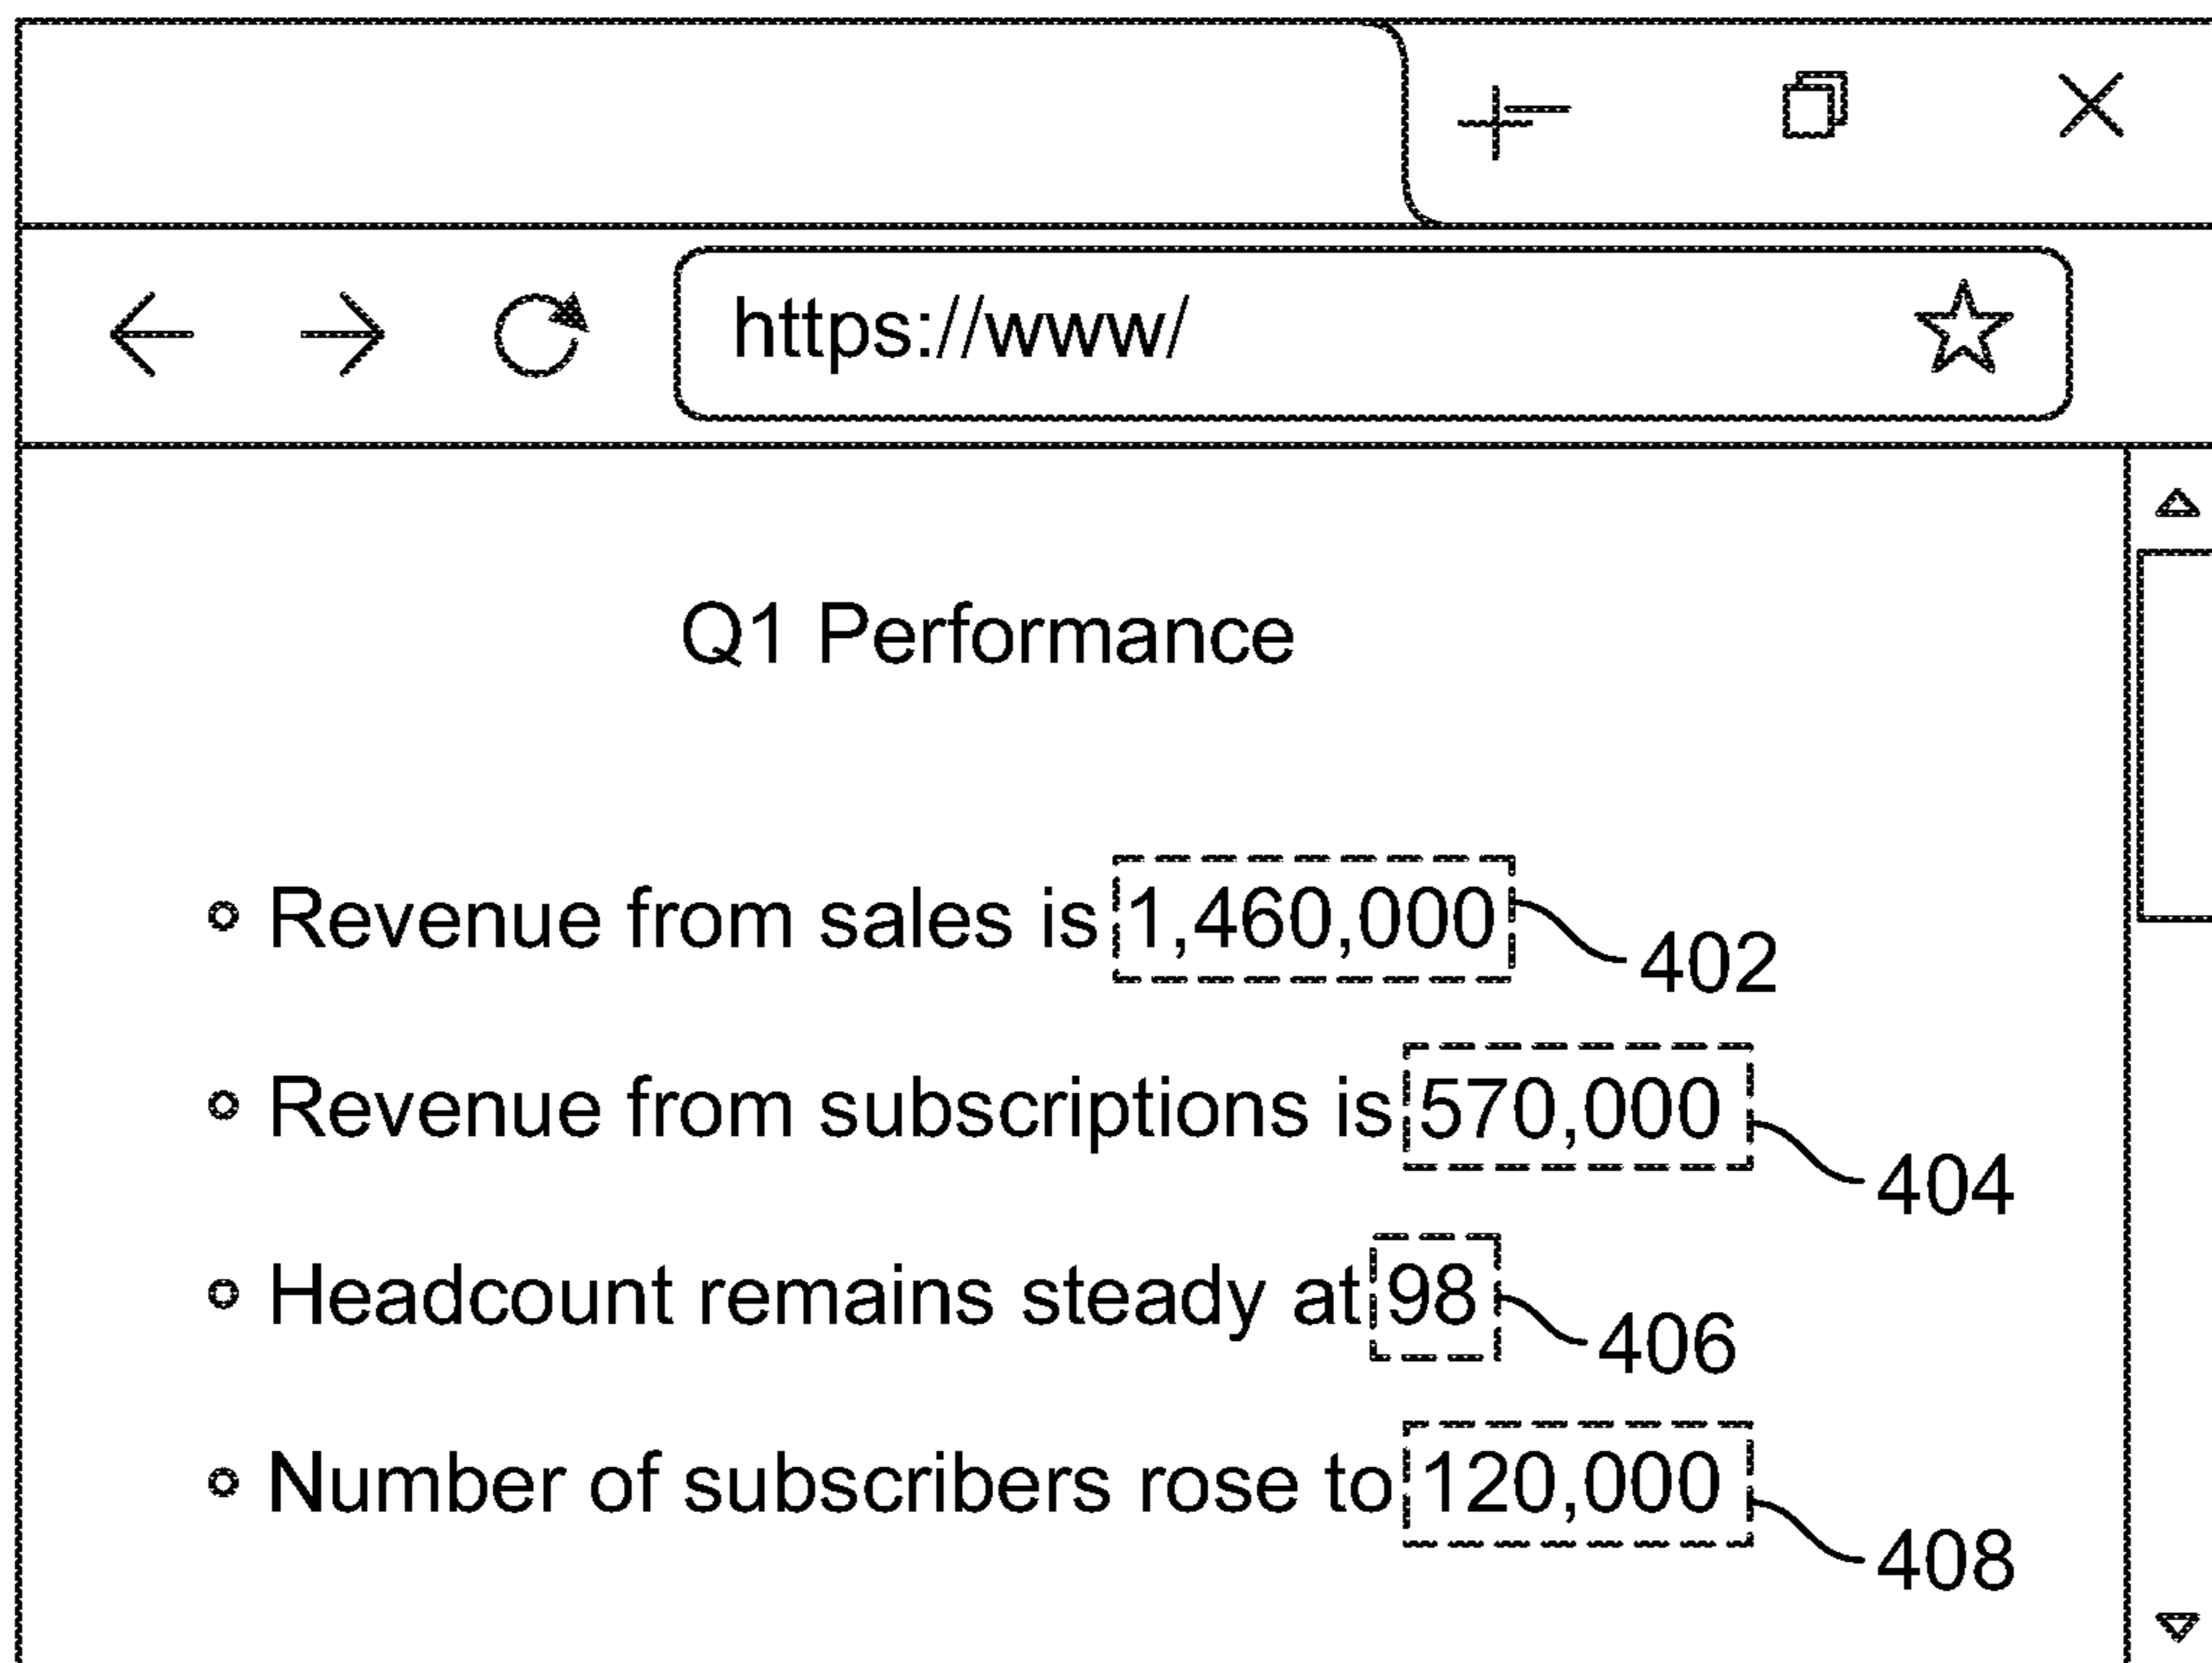 https://www/
Q1 Performance
Revenue from sales is 1,460,000
402
Revenue from subscriptions is 570,000
404
Headcount remains steady at 98
406
Number of subscribers rose to 120,000
408